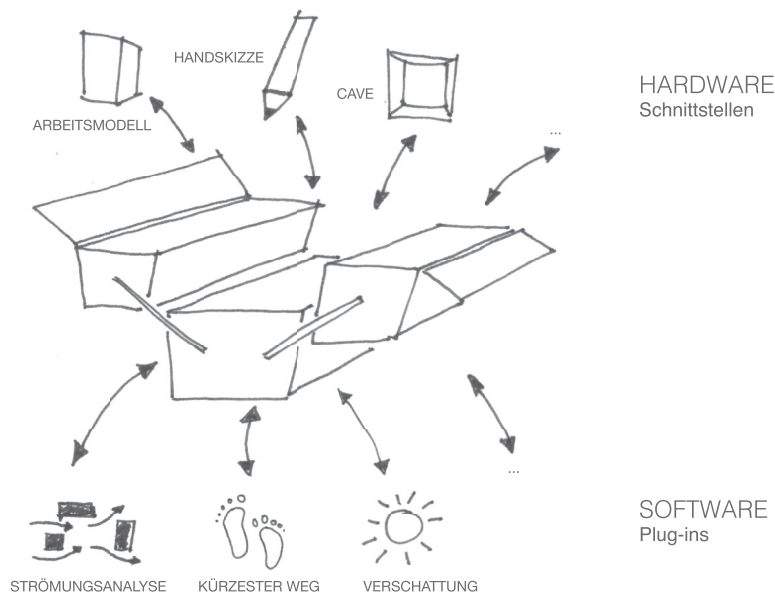 HANDSKIZZE
CAVE
ARBEITSMODELL
...
HARDWARE
Schnittstellen
...
SOFTWARE
Plug-ins
STRÖMUNGSANALYSE
KÜRZESTER WEG
VERSCHATTUNG